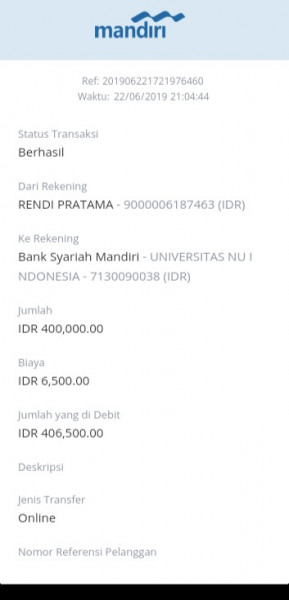 mandiri
Ref: 201906221721976460
Waktu: 22/06/2019 21:04:44
Status Transaksi
Berhasil
Dari Rekening
RENDI PRATAMA - 9000006187463 (IDR)
Ke Rekening
Bank Syariah Mandiri - UNIVERSITAS NU I
NDONESIA - 7130090038 (IDR)
Jumlah
IDR 400,000.00
Biaya
IDR 6,500.00
Jumlah yang di Debit
IDR 406,500.00
Deskripsi
Jenis Transfer
Online
Nomor Referensi Pelanggan